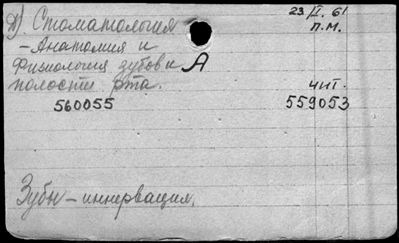 Д). Стоматология
23/II. 61.
п.м.
- Анатомия и
Физиология зубов и А
полости рта.
чит.
560055
559053
Зубы - иннервация.